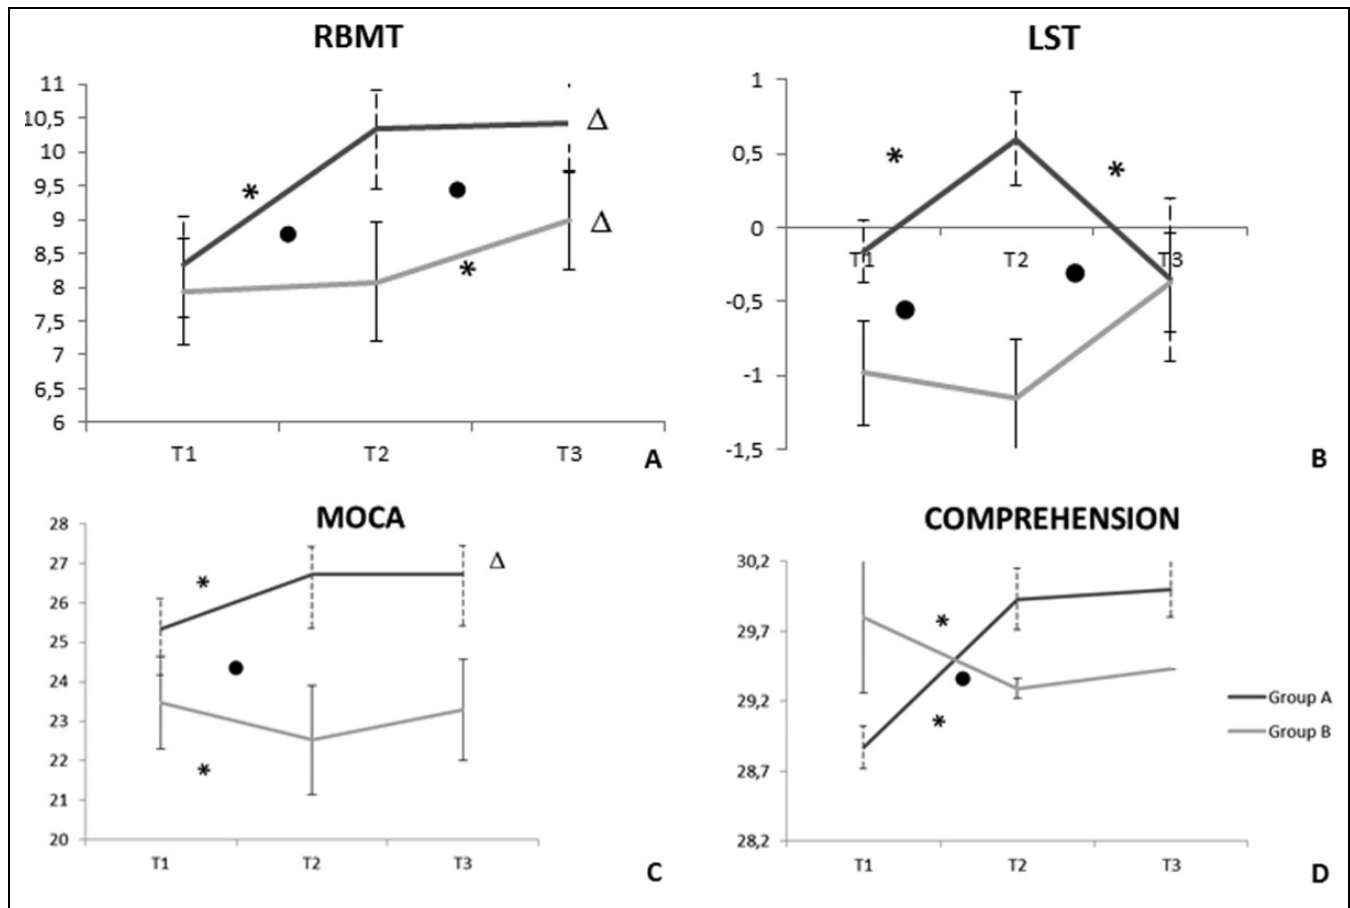 RBMT
11
10,5
10
9,5
9
8,5
8
7,5
7
6,5
6
* Δ
● ●
Δ
*
T1 T2 T3
A
LST
1
0,5
0
-0,5
-1
-1,5
* *
T1 T2 T3
● ●
B
MOCA
28
27
26
25
24
23
22
21
20
* Δ
●
*
T1 T2 T3
C
COMPREHENSION
30,2
29,7
29,2
28,7
28,2
*
●
*
T1 T2 T3
Group A
Group B
D